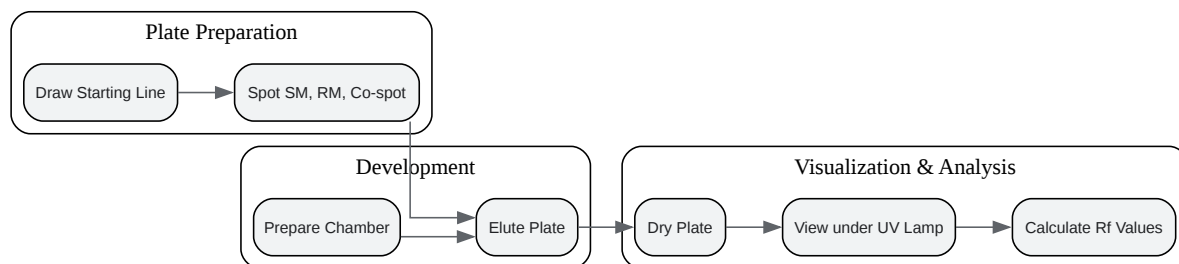 Plate Preparation
Draw Starting Line
Spot SM, RM, Co-spot
Development
Prepare Chamber
Elute Plate
Visualization & Analysis
Dry Plate
View under UV Lamp
Calculate Rf Values